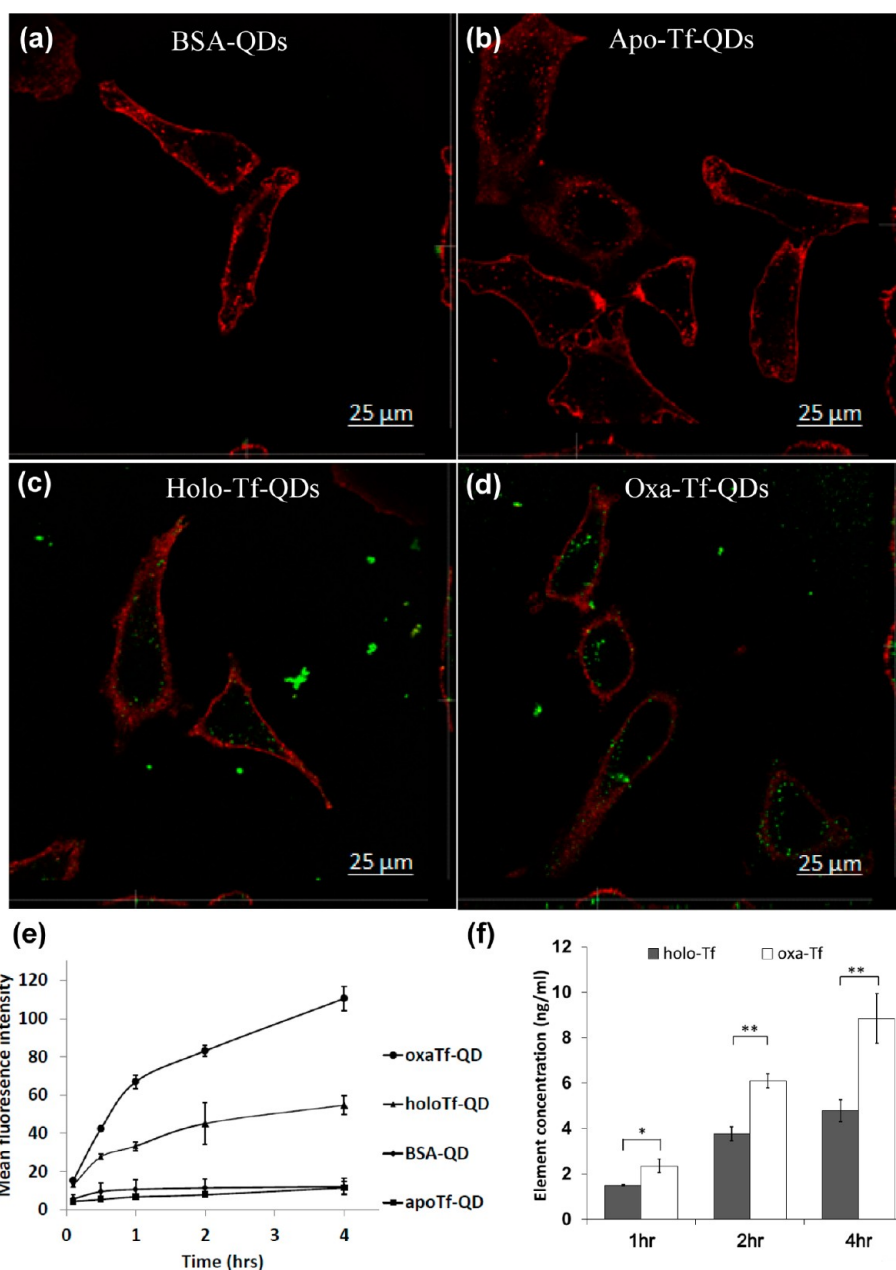 (a) BSA-QDs
(b) Apo-Tf-QDs
25 μm
25 μm
(c) Holo-Tf-QDs
(d) Oxa-Tf-QDs
25 μm
25 μm
(e)
Mean fluoresence intensity
120
100
80
60
40
20
0
0 1 2 3 4
Time (hrs)
oxaTf-QD
holoTf-QD
BSA-QD
apoTf-QD
(f)
Element concentration (ng/ml)
12
10
8
6
4
2
0
holo-Tf oxa-Tf
*
**
**
1hr 2hr 4hr